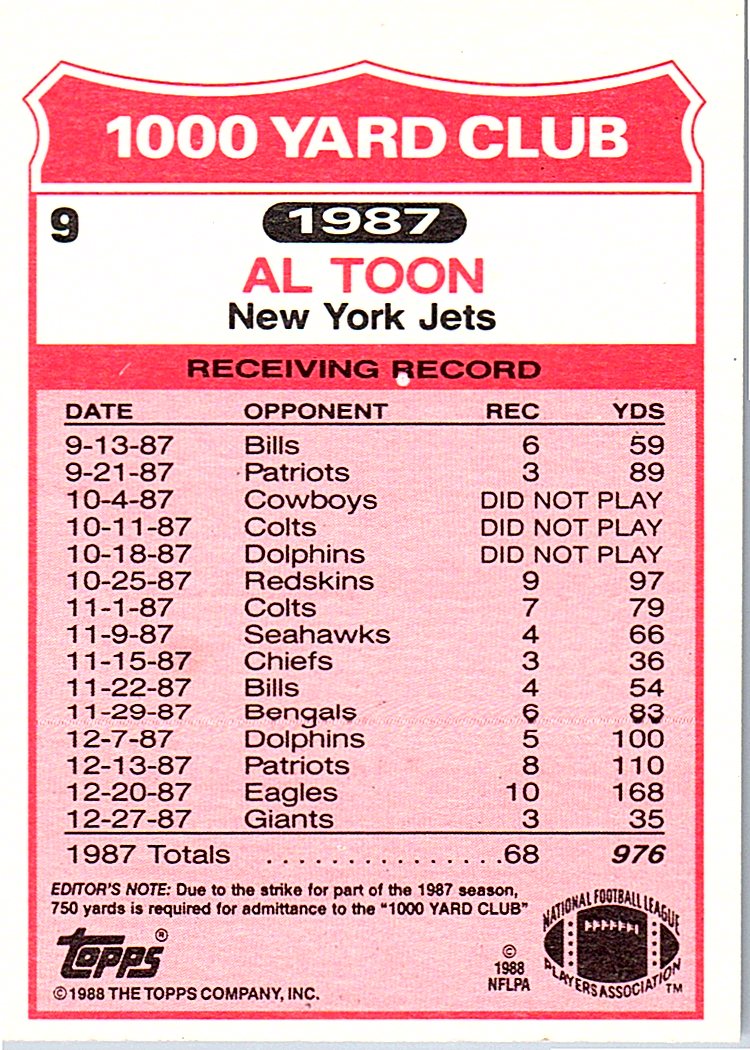 1000 YARD CLUB
9 1987
AL TOON
New York Jets
RECEIVING RECORD
DATE OPPONENT REC YDS
9-13-87 Bills 6 59
9-21-87 Patriots 3 89
10-4-87 Cowboys DID NOT PLAY
10-11-87 Colts DID NOT PLAY
10-18-87 Dolphins DID NOT PLAY
10-25-87 Redskins 9 97
11-1-87 Colts 7 79
11-9-87 Seahawks 4 66
11-15-87 Chiefs 3 36
11-22-87 Bills 4 54
11-29-87 Bengals 6 83
12-7-87 Dolphins 5 100
12-13-87 Patriots 8 110
12-20-87 Eagles 10 168
12-27-87 Giants 3 35
1987 Totals . . . . . . . . . . . . . . . 68 976
EDITOR'S NOTE: Due to the strike for part of the 1987 season,
750 yards is required for admittance to the "1000 YARD CLUB"
topps®
©1988 THE TOPPS COMPANY, INC.
©
1988
NFLPA
NATIONAL FOOTBALL LEAGUE
PLAYERS ASSOCIATION™